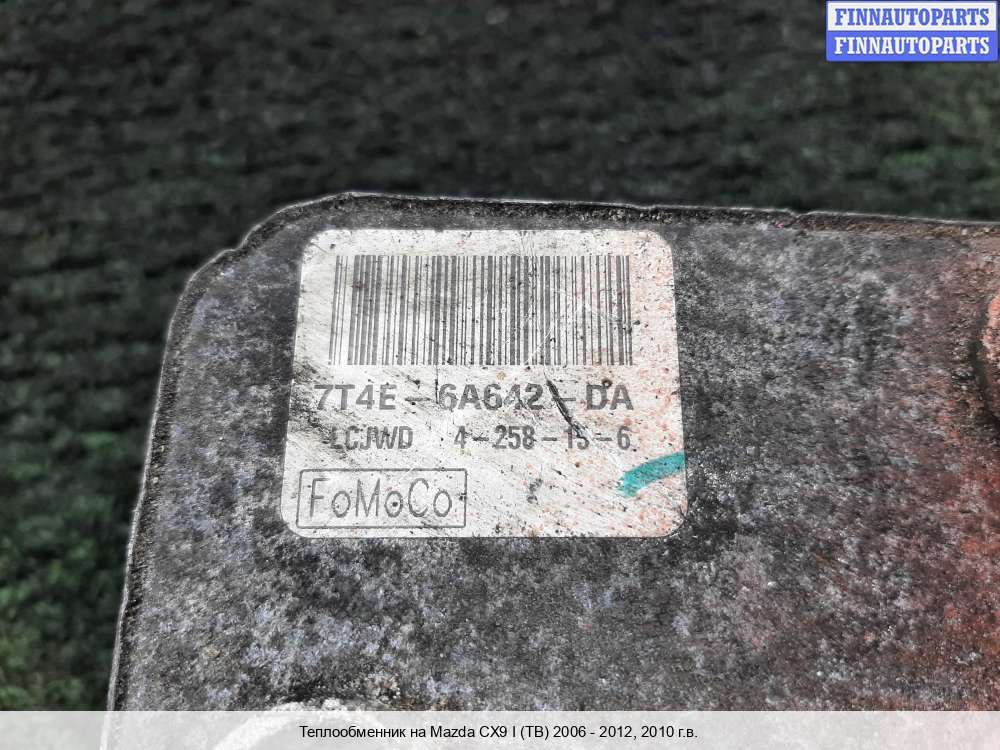 FINNAUTOPARTS
FINNAUTOPARTS
7T4E-6A642-DA
LCJWD 4-258-15-6
FoMoCo
Теплообменник на Mazda CX9 I (TB) 2006 - 2012, 2010 г.в.